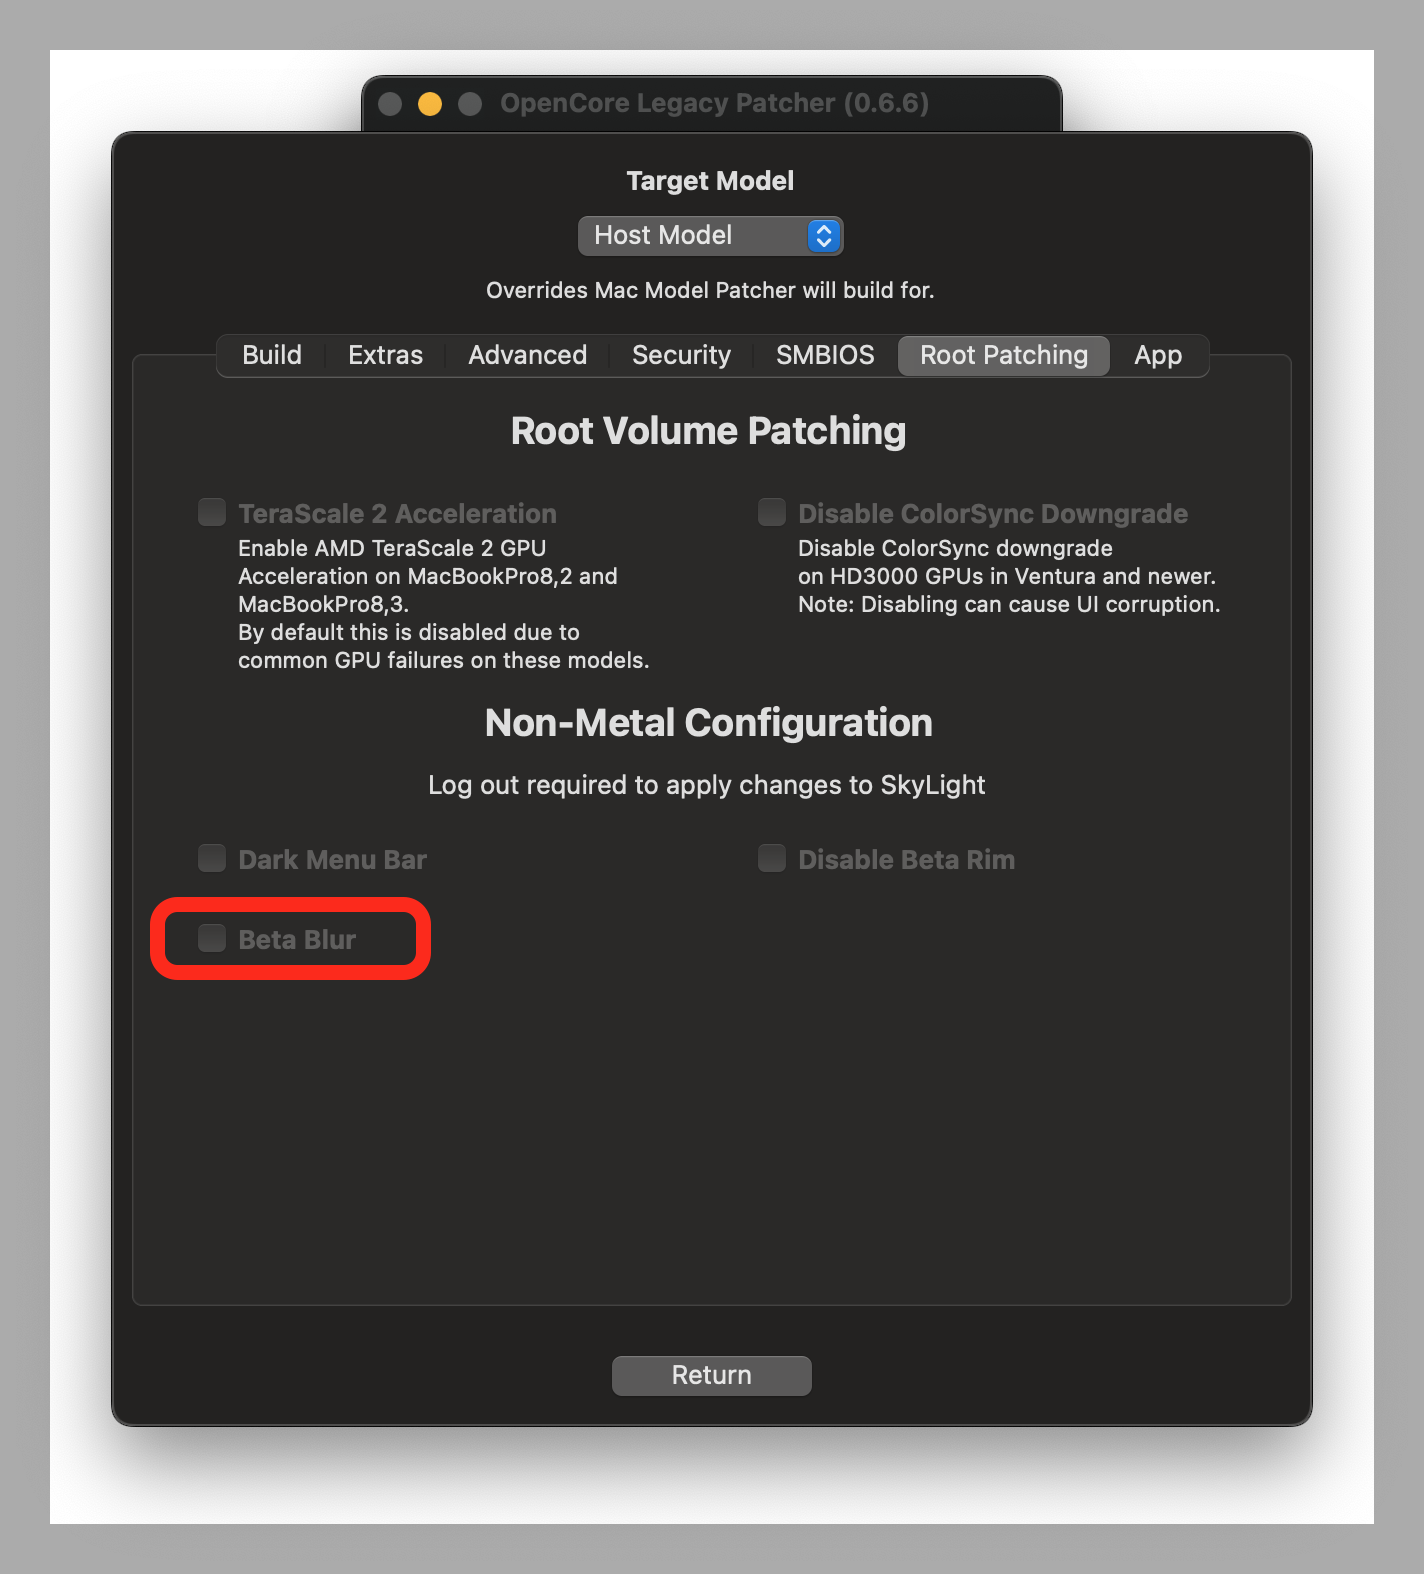 OpenCore Legacy Patcher (0.6.6)
Target Model
Host Model
Overrides Mac Model Patcher will build for.
Build Extras Advanced Security SMBIOS Root Patching App
Root Volume Patching
TeraScale 2 Acceleration
Enable AMD TeraScale 2 GPU
Acceleration on MacBookPro8,2 and
MacBookPro8,3.
By default this is disabled due to
common GPU failures on these models.
Disable ColorSync Downgrade
Disable ColorSync downgrade
on HD3000 GPUs in Ventura and newer.
Note: Disabling can cause UI corruption.
Non-Metal Configuration
Log out required to apply changes to SkyLight
Dark Menu Bar
Disable Beta Rim
Beta Blur
Return